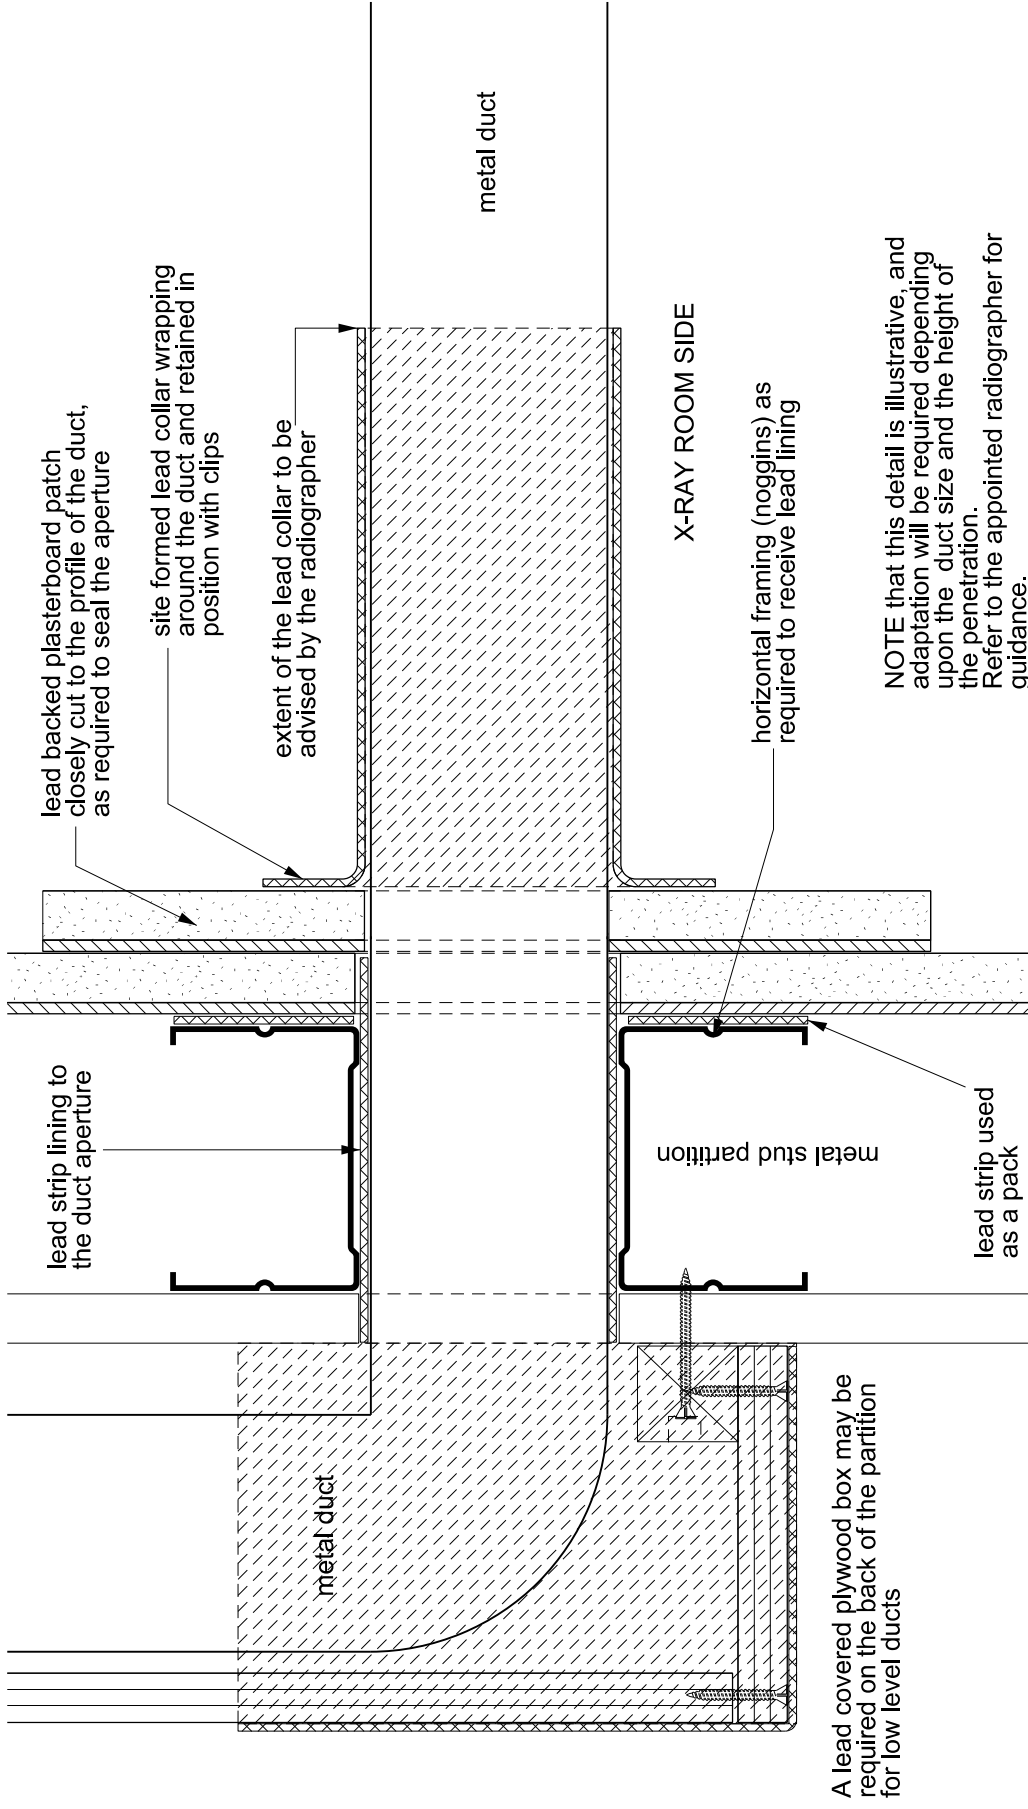 lead backed plasterboard patch
closely cut to the profile of the duct,
as required to seal the aperture
site formed lead collar wrapping
around the duct and retained in
position with clips
extent of the lead collar to be
advised by the radiographer
metal duct
lead strip lining to
the duct aperture
X-RAY ROOM SIDE
horizontal framing (noggins) as
required to receive lead lining
metal duct
metal stud partition
lead strip used
as a pack
A lead covered plywood box may be
required on the back of the partition
for low level ducts
NOTE that this detail is illustrative, and
adaptation will be required depending
upon the duct size and the height of
the penetration.
Refer to the appointed radiographer for
guidance.